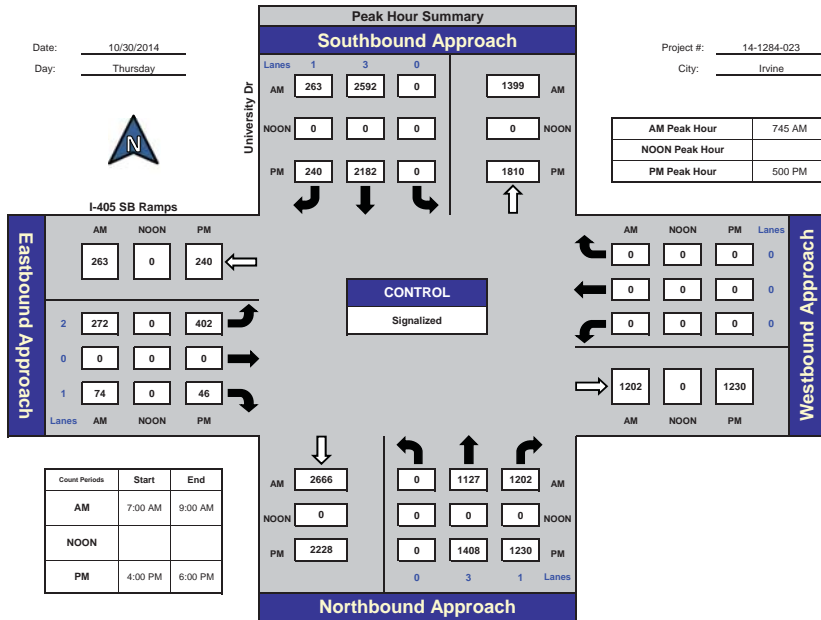 Peak Hour Summary
Southbound Approach
Date: 10/30/2014
Day: Thursday
Project #: 14-1284-023
City: Irvine
N
University Dr
Lanes 1 3 0
AM 263 2592 0 1399 AM
NOON 0 0 0 0 NOON
PM 240 2182 0 1810 PM
AM Peak Hour 745 AM
NOON Peak Hour
PM Peak Hour 500 PM
I-405 SB Ramps
Eastbound Approach
AM NOON PM
263 0 240
2 272 0 402
0 0 0 0
1 74 0 46
Lanes AM NOON PM
CONTROL
Signalized
Westbound Approach
AM NOON PM Lanes
0 0 0 0
0 0 0 0
0 0 0 0
1202 0 1230
AM NOON PM
Count Periods Start End
AM 7:00 AM 9:00 AM
NOON
PM 4:00 PM 6:00 PM
AM 2666 0 1127 1202 AM
NOON 0 0 0 0 NOON
PM 2228 0 1408 1230 PM
0 3 1 Lanes
Northbound Approach